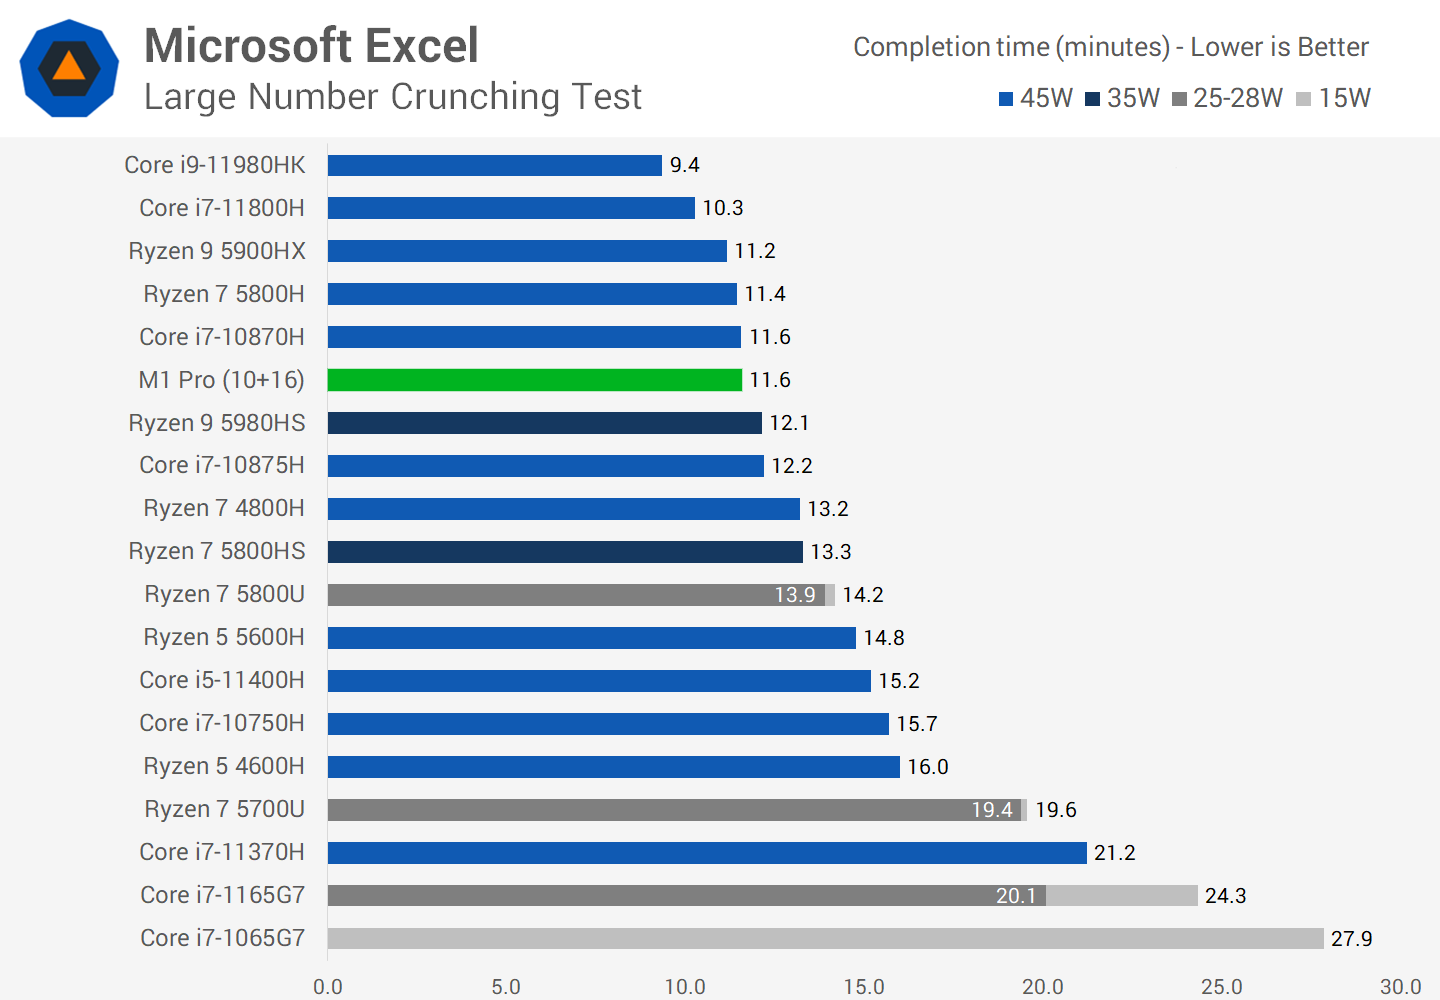 Microsoft Excel
Large Number Crunching Test
Completion time (minutes) - Lower is Better
45W 35W 25-28W 15W
Core i9-11980HK 9.4
Core i7-11800H 10.3
Ryzen 9 5900HX 11.2
Ryzen 7 5800H 11.4
Core i7-10870H 11.6
M1 Pro (10+16) 11.6
Ryzen 9 5980HS 12.1
Core i7-10875H 12.2
Ryzen 7 4800H 13.2
Ryzen 7 5800HS 13.3
Ryzen 7 5800U 13.9 14.2
Ryzen 5 5600H 14.8
Core i5-11400H 15.2
Core i7-10750H 15.7
Ryzen 5 4600H 16.0
Ryzen 7 5700U 19.4 19.6
Core i7-11370H 21.2
Core i7-1165G7 20.1 24.3
Core i7-1065G7 27.9
0.0 5.0 10.0 15.0 20.0 25.0 30.0